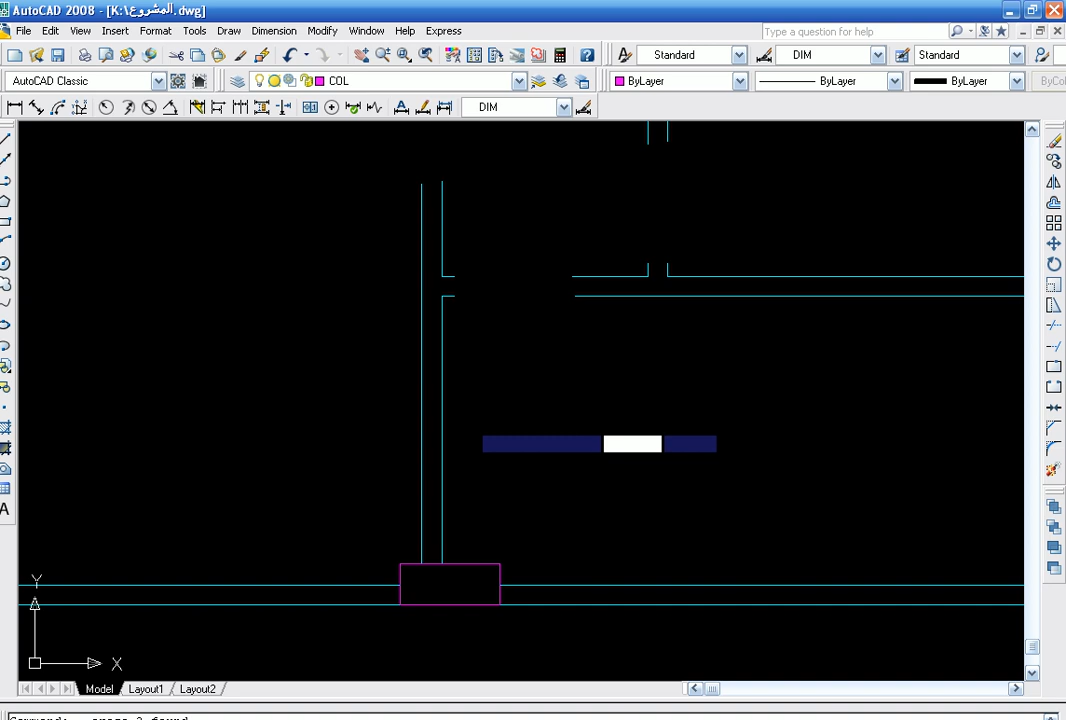 AutoCAD 2008 - [K:\المشروع.dwg]
File Edit View Insert Format Tools Draw Dimension Modify Window Help Express
Type a question for help
Standard DIM Standard
AutoCAD Classic COL ByLayer ByLayer ByLayer
DIM
Y
X
Model Layout1 Layout2